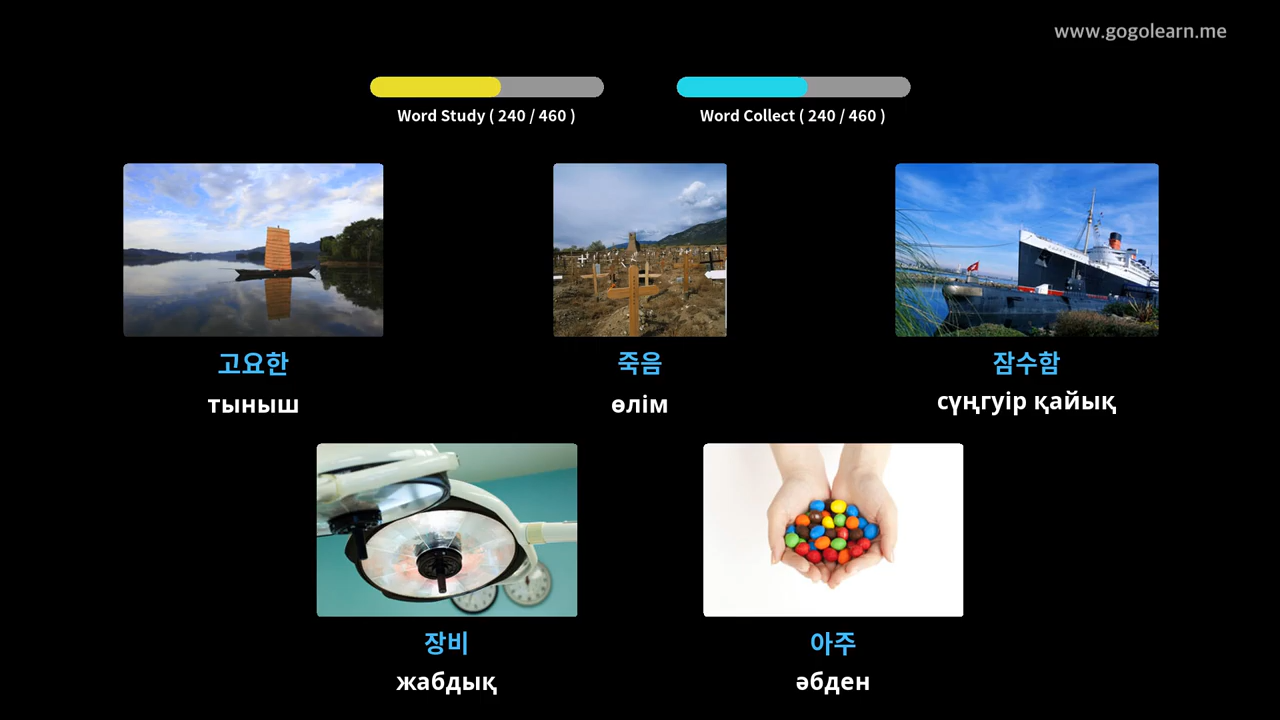 www.gogolearn.me
Word Study ( 240 / 460 )
Word Collect ( 240 / 460 )
고요한
тыныш
죽음
өлім
잠수함
сүңгуір қайық
장비
жабдық
아주
әбден